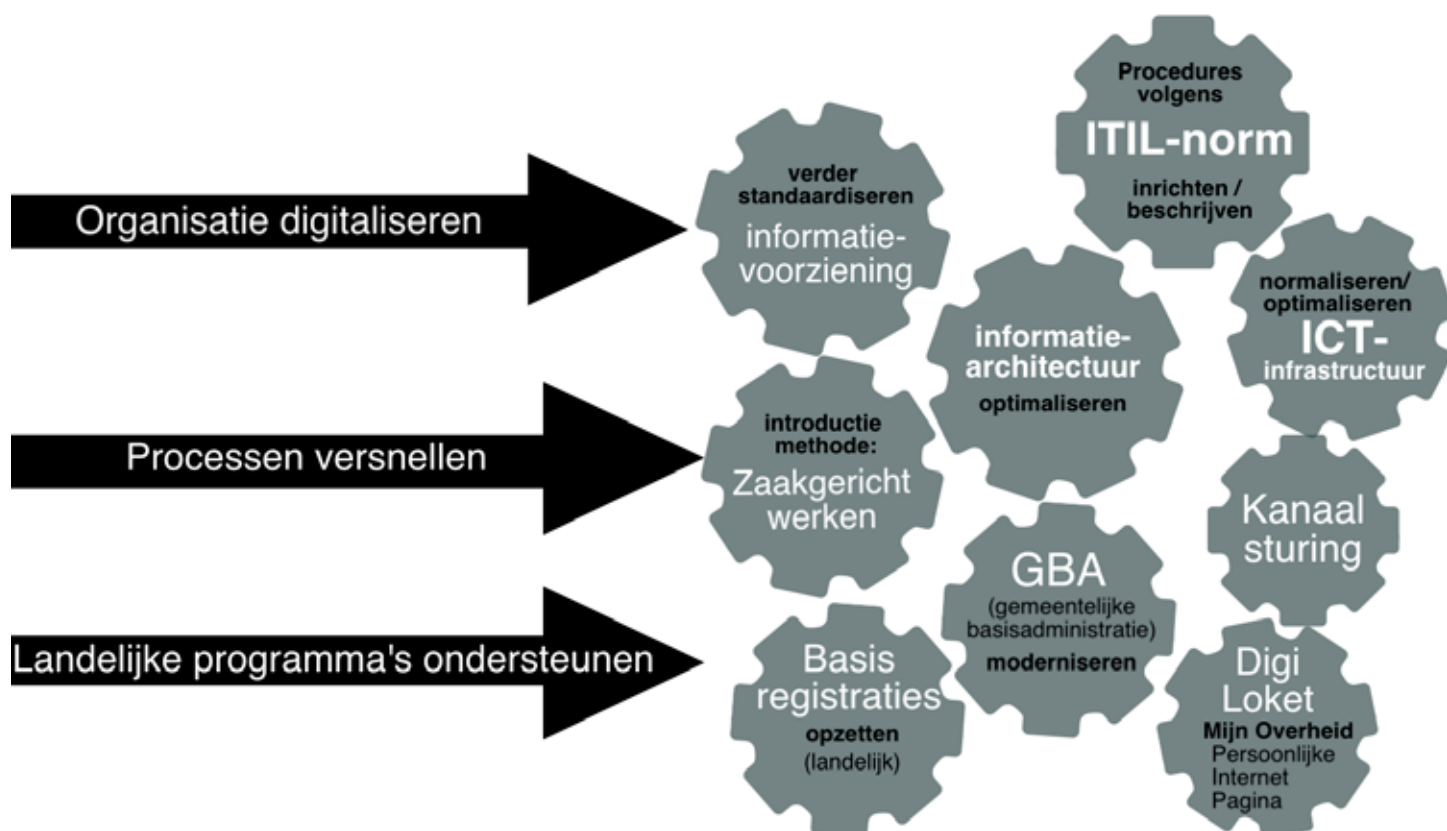 Organisatie digitaliseren
Processen versnellen
Landelijke programma's ondersteunen
verder
standaardiseren
informatie-
voorziening
introductie
methode:
Zaakgericht
werken
Basis
registraties
opzetten
(landelijk)
informatie-
architectuur
optimaliseren
GBA
(gemeentelijke
basisadministratie)
moderniseren
Procedures
volgens
ITIL-norm
inrichten /
beschrijven
normaliseren/
optimaliseren
ICT-
infrastructuur
Kanaal
sturing
Digi
Loket
Mijn Overheid
Persoonlijke
Internet
Pagina